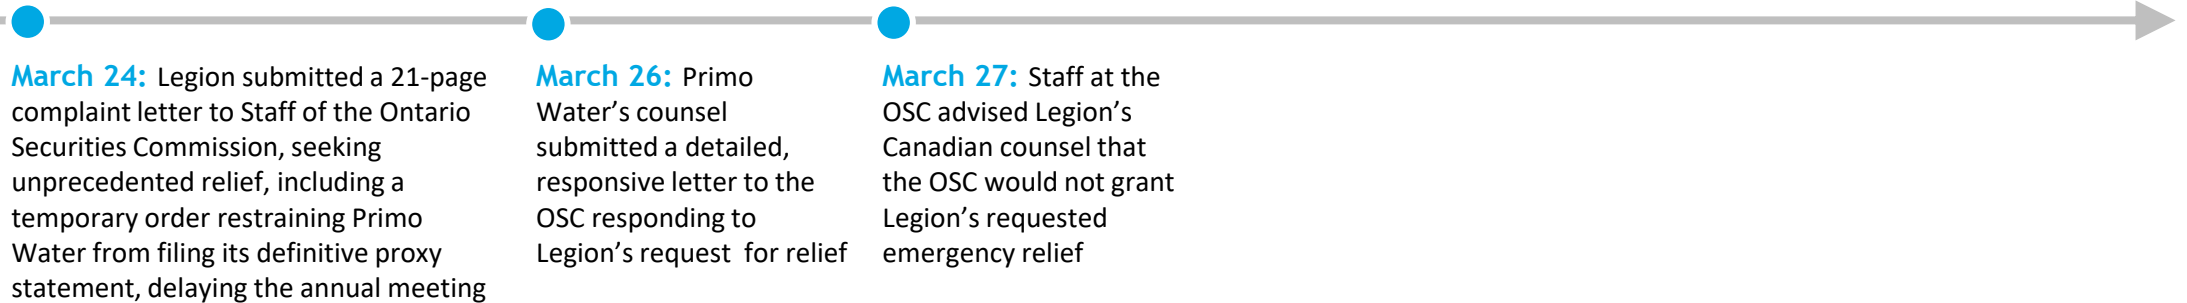 March 24: Legion submitted a 21-page
complaint letter to Staff of the Ontario
Securities Commission, seeking
unprecedented relief, including a
temporary order restraining Primo
Water from filing its definitive proxy
statement, delaying the annual meeting
March 26: Primo
Water’s counsel
submitted a detailed,
responsive letter to the
OSC responding to
Legion’s request for relief
March 27: Staff at the
OSC advised Legion’s
Canadian counsel that
the OSC would not grant
Legion’s requested
emergency relief